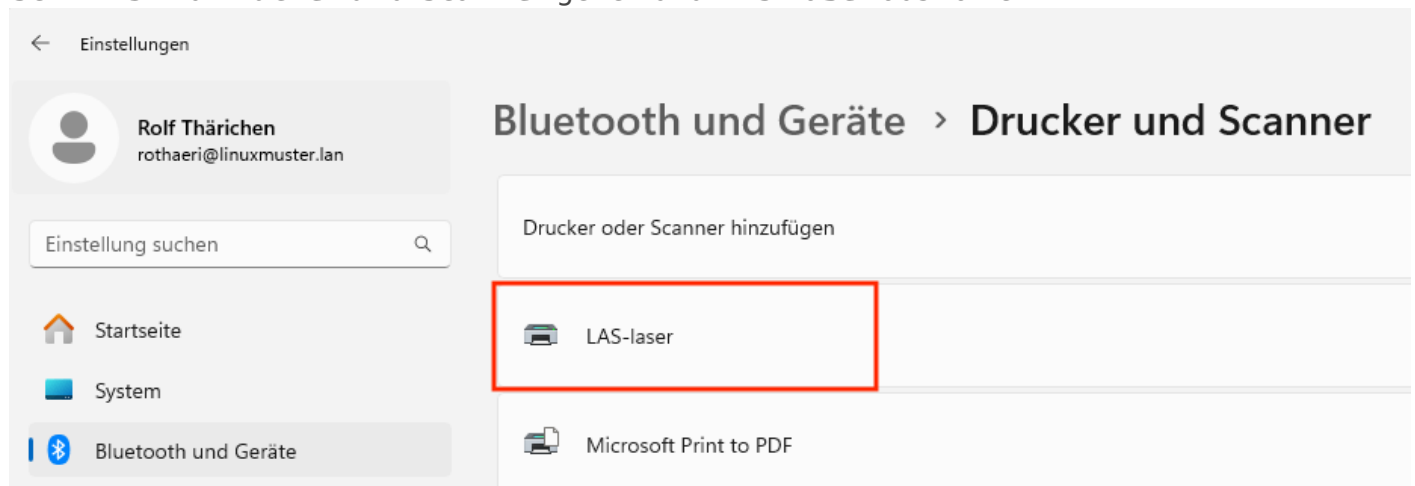 Einstellungen
Rolf Thärichen
rothaeri@linuxmuster.lan
Einstellung suchen
Startseite
System
Bluetooth und Geräte
Bluetooth und Geräte > Drucker und Scanner
Drucker oder Scanner hinzufügen
LAS-laser
Microsoft Print to PDF